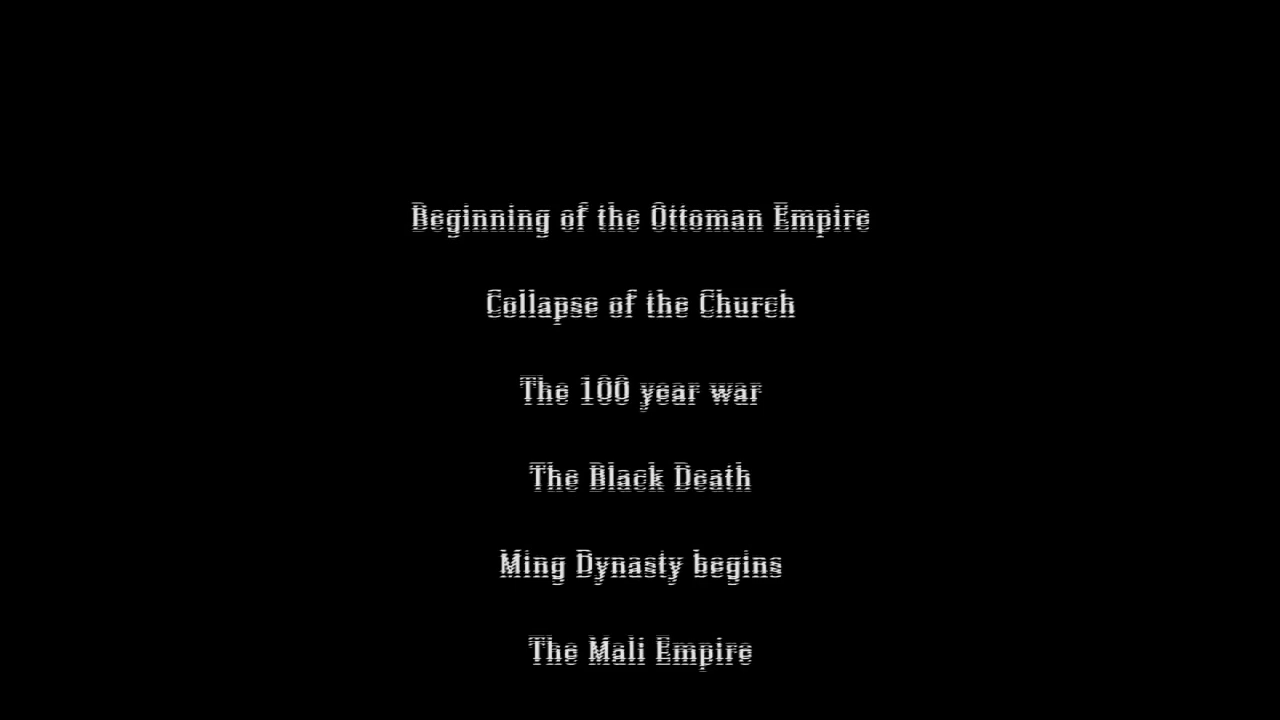 Beginning of the Ottoman Empire
Collapse of the Church
The 100 year war
The Black Death
Ming Dynasty begins
The Mali Empire